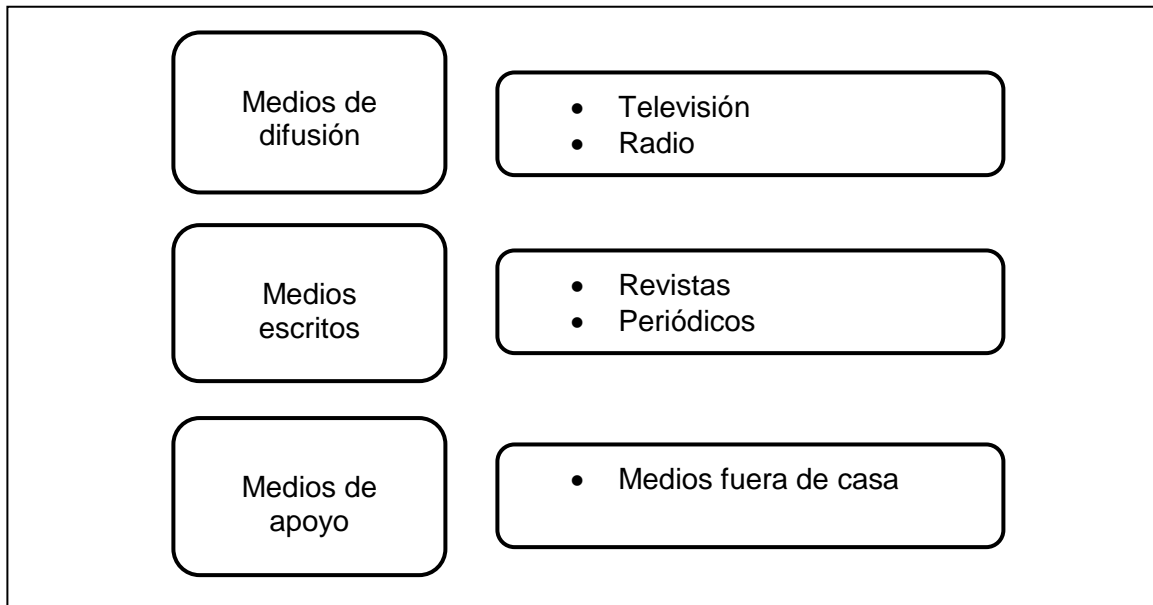 Medios de
difusión
• Televisión
• Radio
Medios
escritos
• Revistas
• Periódicos
Medios de
apoyo
• Medios fuera de casa